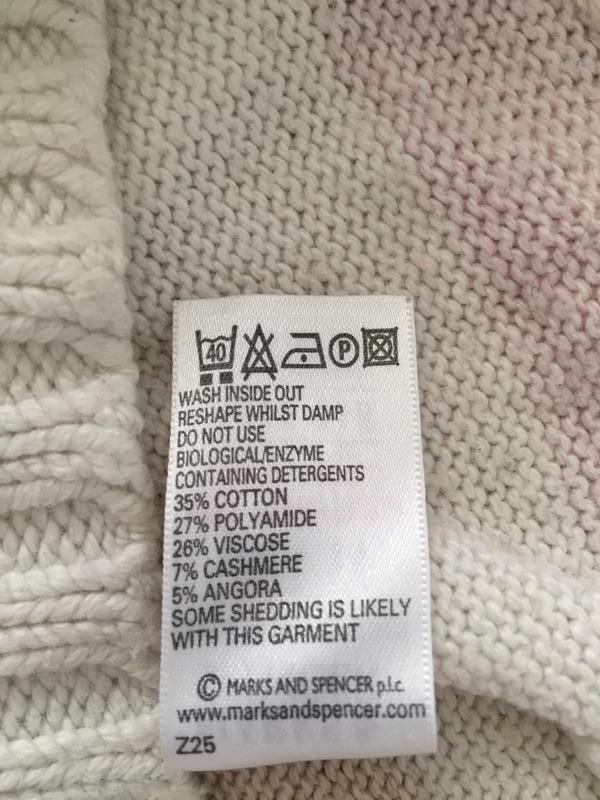 40 P
WASH INSIDE OUT
RESHAPE WHILST DAMP
DO NOT USE
BIOLOGICAL/ENZYME
CONTAINING DETERGENTS
35% COTTON
27% POLYAMIDE
26% VISCOSE
7% CASHMERE
5% ANGORA
SOME SHEDDING IS LIKELY
WITH THIS GARMENT
© MARKS AND SPENCER p.l.c.
www.marksandspencer.com
Z25